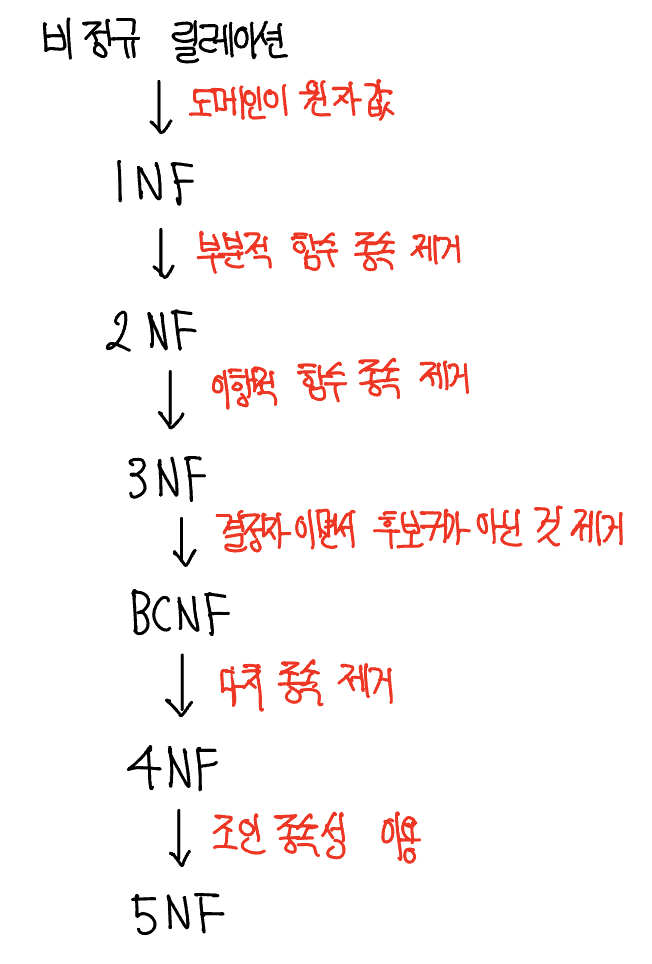 비정규 릴레이션
↓ 도메인이 원자값
1NF
↓ 부분적 함수 종속 제거
2NF
↓ 이행적 함수 종속 제거
3NF
↓ 결정자이면서 후보키가 아닌 것 제거
BCNF
↓ 다치 종속 제거
4NF
↓ 조인 종속성 이용
5NF